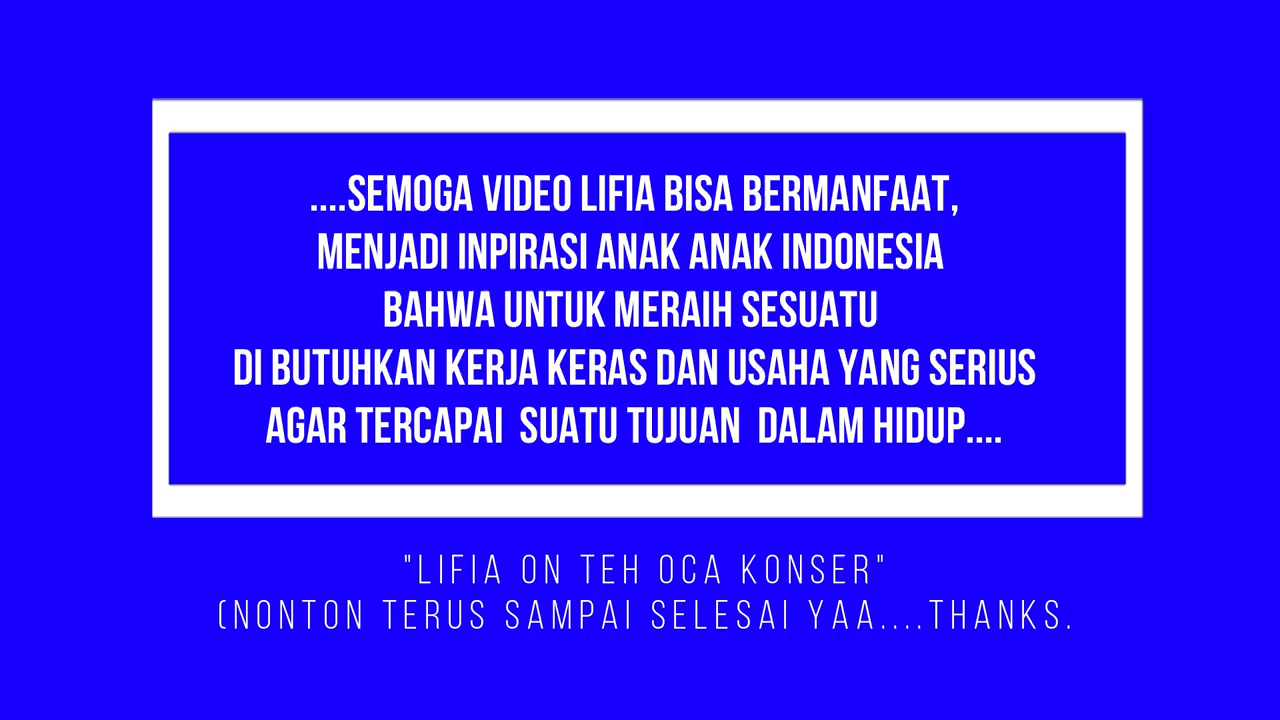 ....SEMOGA VIDEO LIFIA BISA BERMANFAAT,
MENJADI INPIRASI ANAK ANAK INDONESIA
BAHWA UNTUK MERAIH SESUATU
DI BUTUHKAN KERJA KERAS DAN USAHA YANG SERIUS
AGAR TERCAPAI SUATU TUJUAN DALAM HIDUP....
"LIFIA ON TEH OCA KONSER"
(NONTON TERUS SAMPAI SELESAI YAA....THANKS.